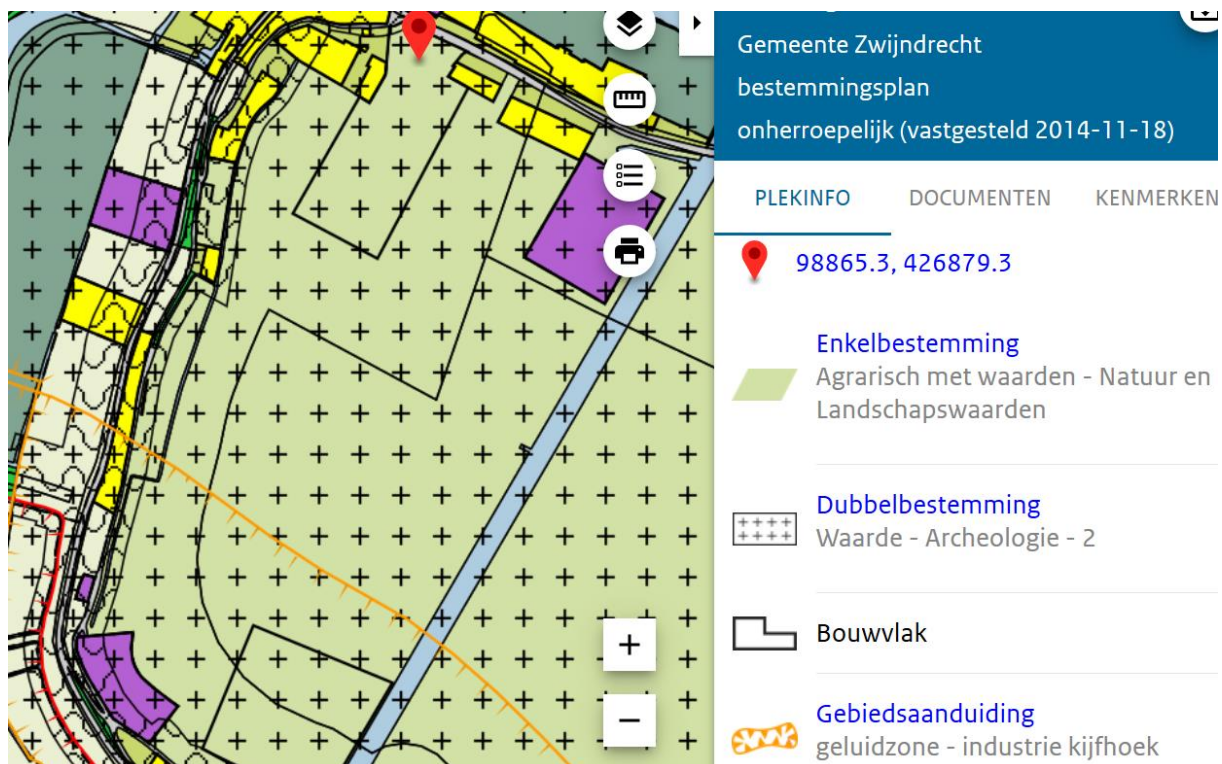 Gemeente Zwijndrecht
bestemmingsplan
onherroepelijk (vastgesteld 2014-11-18)
PLEKINFO DOCUMENTEN KENMERKEN
98865.3, 426879.3
Enkelbestemming
Agrarisch met waarden - Natuur en
Landschapswaarden
Dubbelbestemming
Waarde - Archeologie - 2
Bouwvlak
Gebiedsaanduiding
geluidzone - industrie kijfhoek